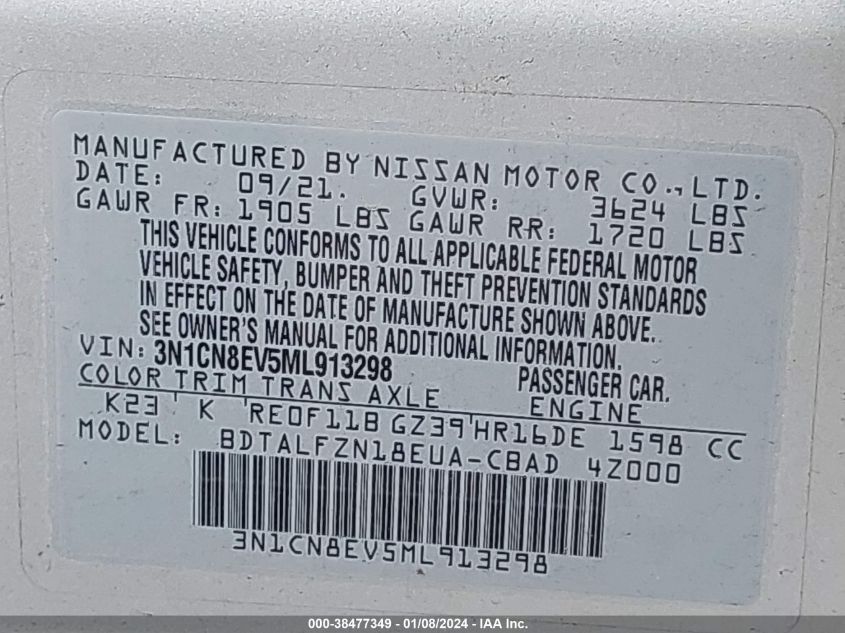 MANUFACTURED BY NISSAN MOTOR CO., LTD.
DATE: 09/21. GVWR: 3624 LBS
GAWR FR: 1905 LBS GAWR RR: 1720 LBS
THIS VEHICLE CONFORMS TO ALL APPLICABLE FEDERAL MOTOR
VEHICLE SAFETY, BUMPER AND THEFT PREVENTION STANDARDS
IN EFFECT ON THE DATE OF MANUFACTURE SHOWN ABOVE.
SEE OWNER'S MANUAL FOR ADDITIONAL INFORMATION.
VIN: 3N1CN8EV5ML913298 PASSENGER CAR.
COLOR TRIM TRANS AXLE ENGINE
K23 K RE0F11B GZ39 HR16DE 1598 CC
MODEL: BDTALFZN18EUA-CBAD 4Z000
3N1CN8EV5ML913298
000-38477349 | 01/08/2024 - IAA Inc.